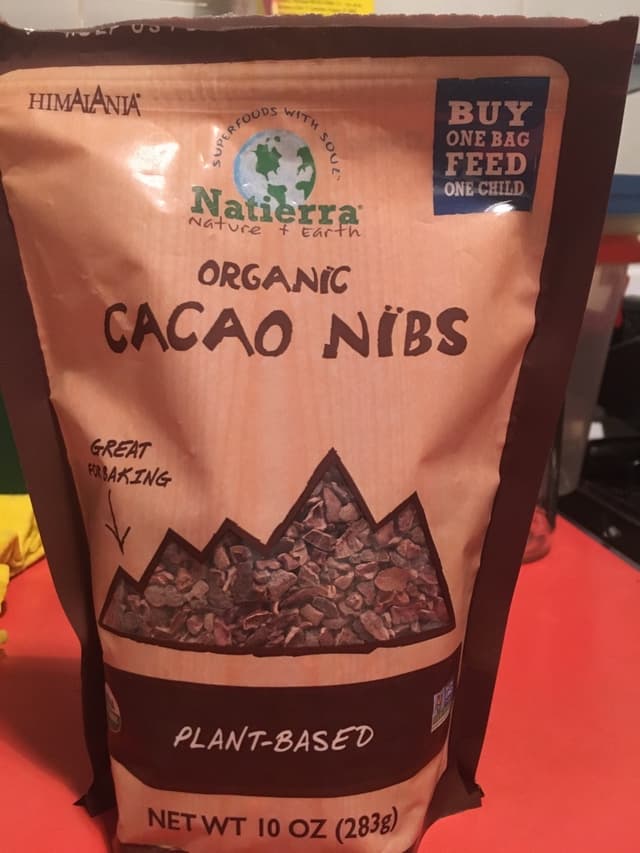 HIMALANIA®
SUPERFOODS WITH SOUL
Natierra®
Nature + Earth
BUY
ONE BAG
FEED
ONE CHILD
ORGANIC
CACAO NÏBS
GREAT
FOR BAKING
PLANT-BASED
NET WT 10 OZ (283g)